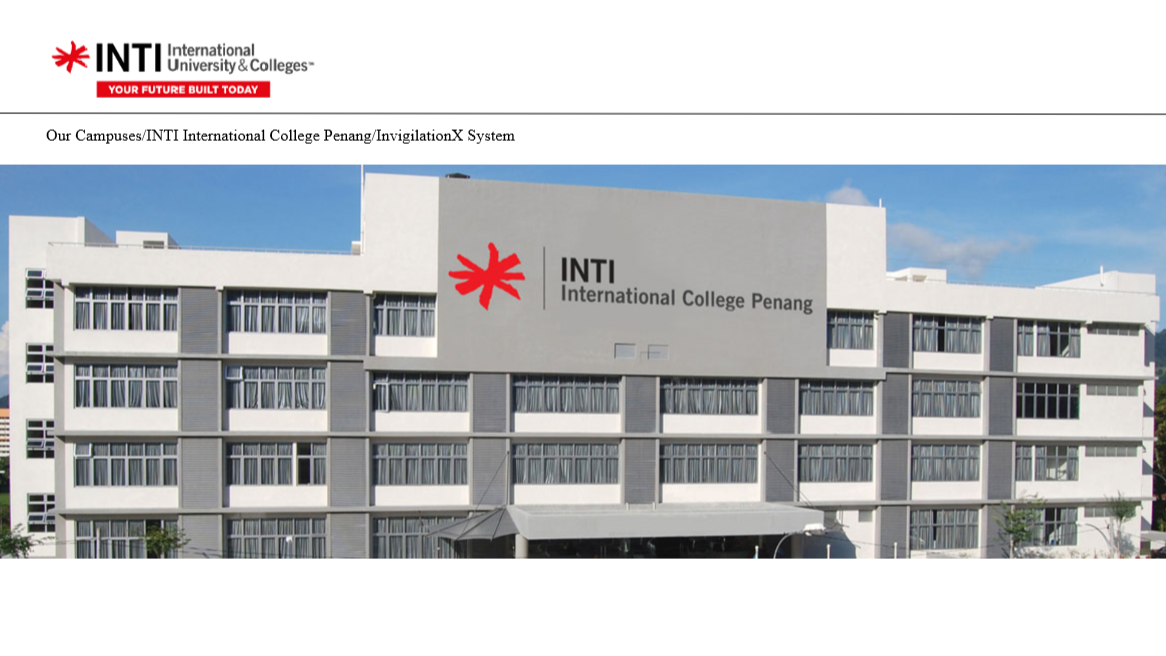 INTI International
University & Colleges™
YOUR FUTURE BUILT TODAY
Our Campuses/INTI International College Penang/InvigilationX System
INTI
International College Penang